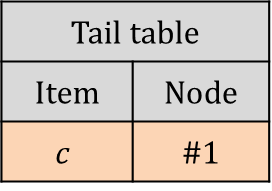 Tail table
Item Node
c #1